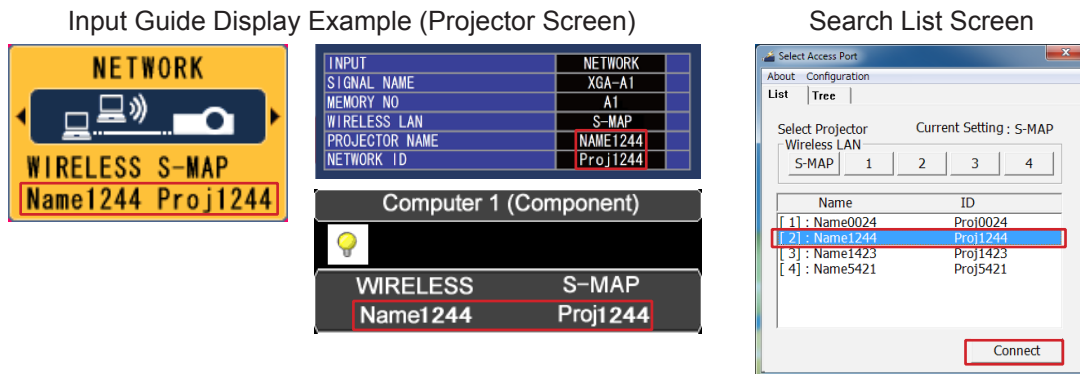 Input Guide Display Example (Projector Screen)
NETWORK
WIRELESS S-MAP
Name1244 Proj1244
INPUT NETWORK
SIGNAL NAME XGA-A1
MEMORY NO A1
WIRELESS LAN S-MAP
PROJECTOR NAME NAME1244
NETWORK ID Proj1244
Computer 1 (Component)
WIRELESS S-MAP
Name1244 Proj1244
Search List Screen
Select Access Port
About Configuration
List Tree
Select Projector Current Setting : S-MAP
Wireless LAN
S-MAP 1 2 3 4
Name ID
[ 1] : Name0024 Proj0024
[ 2] : Name1244 Proj1244
[ 3] : Name1423 Proj1423
[ 4] : Name5421 Proj5421
Connect